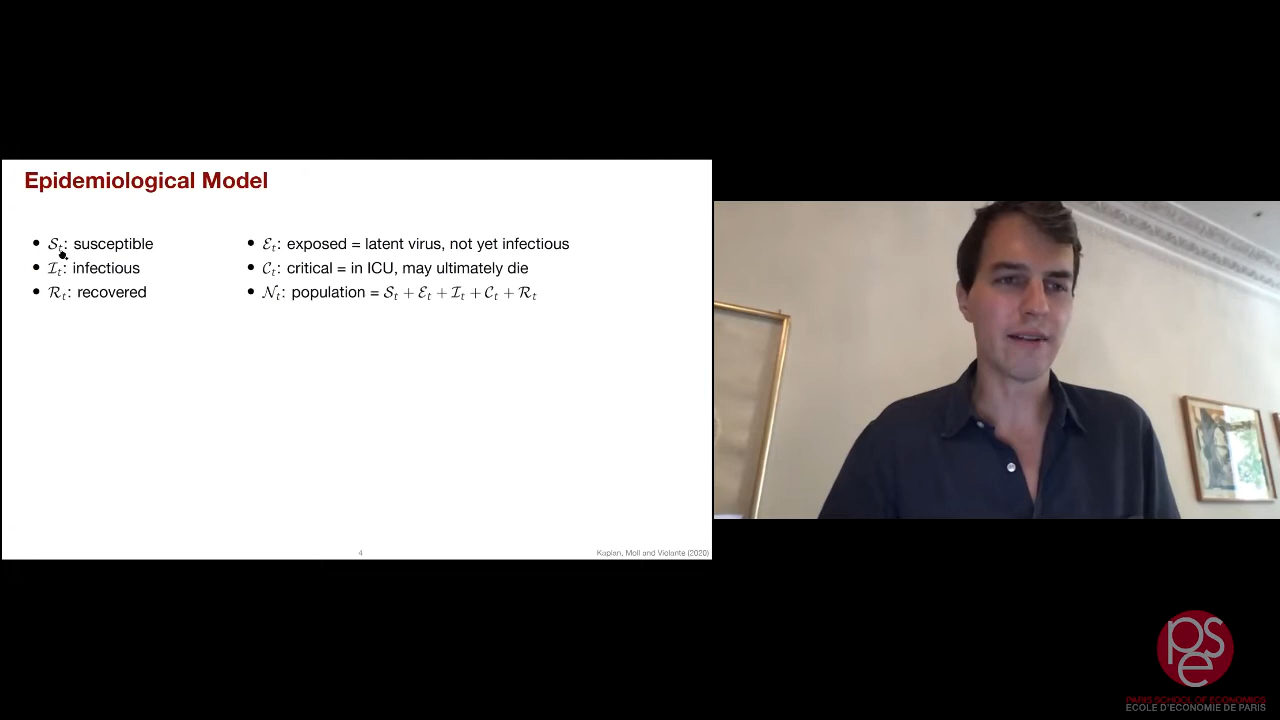 Epidemiological Model
• 𝒮ₜ: susceptible
• ℐₜ: infectious
• ℛₜ: recovered
• ℰₜ: exposed = latent virus, not yet infectious
• 𝒞ₜ: critical = in ICU, may ultimately die
• 𝒩ₜ: population = 𝒮ₜ + ℰₜ + ℐₜ + 𝒞ₜ + ℛₜ
4
Kaplan, Moll and Violante (2020)
pse
PARIS SCHOOL OF ECONOMICS
ECOLE D'ECONOMIE DE PARIS